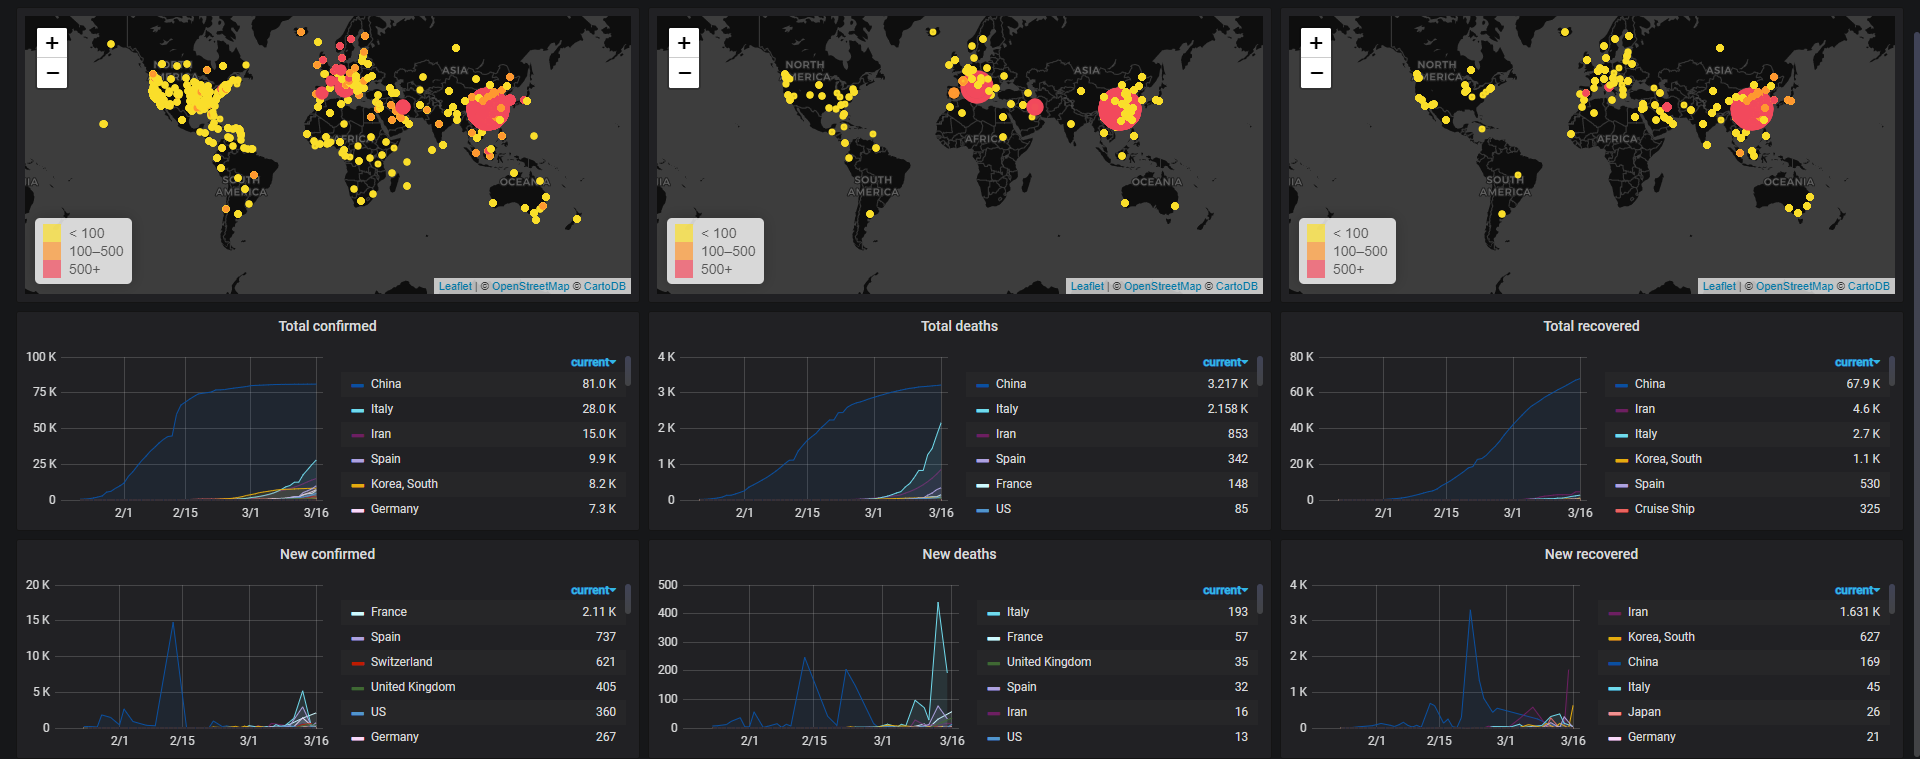 +
−
NORTH
AMERICA
ASIA
AFRICA
SOUTH
AMERICA
OCEANIA
IA
< 100
100–500
500+
Leaflet | © OpenStreetMap © CartoDB
+
−
NORTH
AMERICA
ASIA
AFRICA
SOUTH
AMERICA
OCEANIA
IA
< 100
100–500
500+
Leaflet | © OpenStreetMap © CartoDB
+
−
NORTH
AMERICA
ASIA
AFRICA
SOUTH
AMERICA
OCEANIA
IA
< 100
100–500
500+
Leaflet | © OpenStreetMap © CartoDB
Total confirmed
100 K
75 K
50 K
25 K
0
2/1 2/15 3/1 3/16
current
China 81.0 K
Italy 28.0 K
Iran 15.0 K
Spain 9.9 K
Korea, South 8.2 K
Germany 7.3 K
Total deaths
4 K
3 K
2 K
1 K
0
2/1 2/15 3/1 3/16
current
China 3.217 K
Italy 2.158 K
Iran 853
Spain 342
France 148
US 85
Total recovered
80 K
60 K
40 K
20 K
0
2/1 2/15 3/1 3/16
current
China 67.9 K
Iran 4.6 K
Italy 2.7 K
Korea, South 1.1 K
Spain 530
Cruise Ship 325
New confirmed
20 K
15 K
10 K
5 K
0
2/1 2/15 3/1 3/16
current
France 2.11 K
Spain 737
Switzerland 621
United Kingdom 405
US 360
Germany 267
New deaths
500
400
300
200
100
0
2/1 2/15 3/1 3/16
current
Italy 193
France 57
United Kingdom 35
Spain 32
Iran 16
US 13
New recovered
4 K
3 K
2 K
1 K
0
2/1 2/15 3/1 3/16
current
Iran 1.631 K
Korea, South 627
China 169
Italy 45
Japan 26
Germany 21